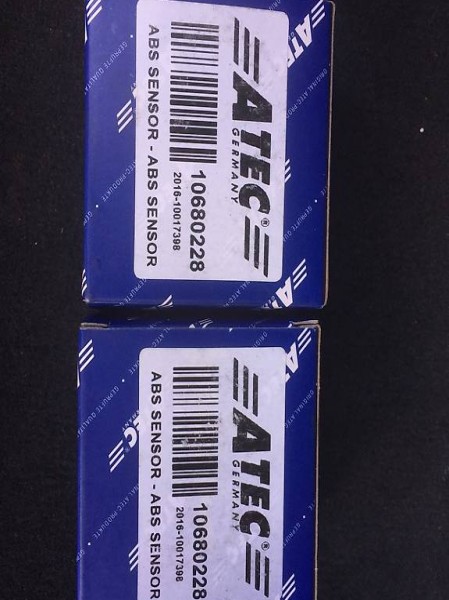 ATEC®
GERMANY
10680228
2016-10017398
ABS SENSOR - ABS SENSOR
ATEC®
GERMANY
10680228
2016-10017398
ABS SENSOR - ABS SENSOR